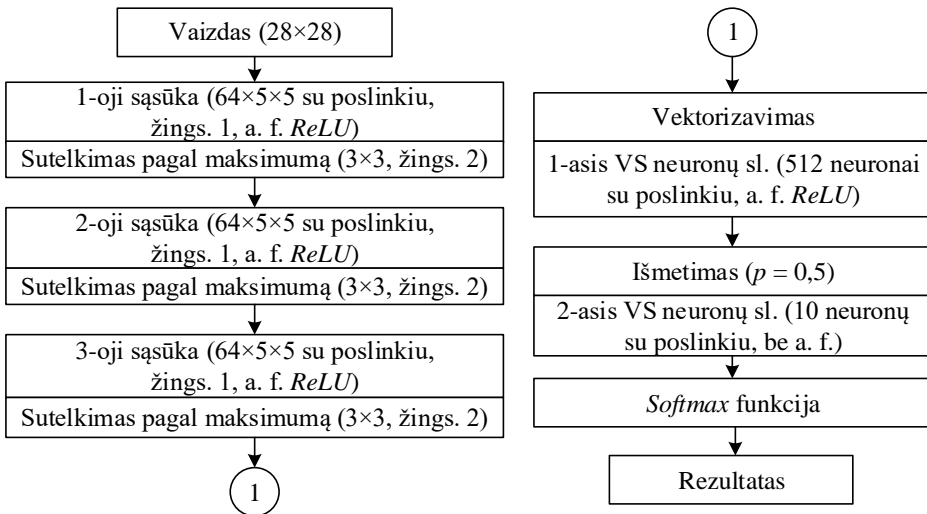 Vaizdas (28×28)
1-oji sąsūka (64×5×5 su poslinkiu,
žings. 1, a. f. ReLU)
Sutelkimas pagal maksimumą (3×3, žings. 2)
2-oji sąsūka (64×5×5 su poslinkiu,
žings. 1, a. f. ReLU)
Sutelkimas pagal maksimumą (3×3, žings. 2)
3-oji sąsūka (64×5×5 su poslinkiu,
žings. 1, a. f. ReLU)
Sutelkimas pagal maksimumą (3×3, žings. 2)
1
1
Vektorizavimas
1-asis VS neuronų sl. (512 neuronai
su poslinkiu, a. f. ReLU)
Išmetimas (p = 0,5)
2-asis VS neuronų sl. (10 neuronų
su poslinkiu, be a. f.)
Softmax funkcija
Rezultatas